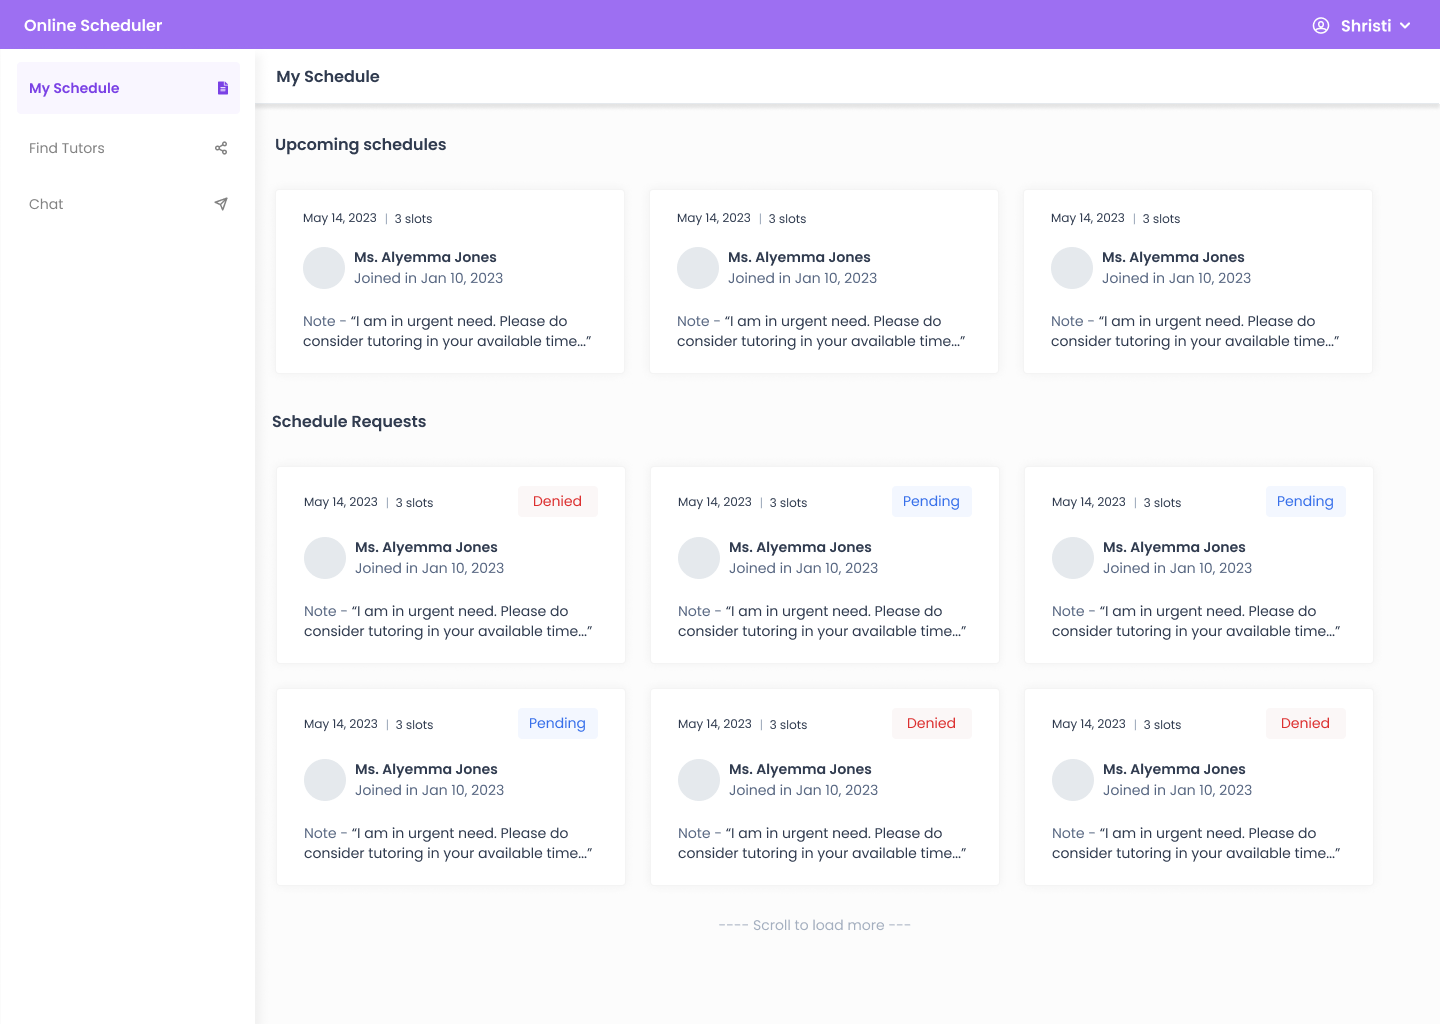 Online Scheduler
Shristi
My Schedule
Find Tutors
Chat
My Schedule
Upcoming schedules
May 14, 2023 | 3 slots
Ms. Alyemma Jones
Joined in Jan 10, 2023
Note - “I am in urgent need. Please do
consider tutoring in your available time...”
May 14, 2023 | 3 slots
Ms. Alyemma Jones
Joined in Jan 10, 2023
Note - “I am in urgent need. Please do
consider tutoring in your available time...”
May 14, 2023 | 3 slots
Ms. Alyemma Jones
Joined in Jan 10, 2023
Note - “I am in urgent need. Please do
consider tutoring in your available time...”
Schedule Requests
May 14, 2023 | 3 slots
Denied
Ms. Alyemma Jones
Joined in Jan 10, 2023
Note - “I am in urgent need. Please do
consider tutoring in your available time...”
May 14, 2023 | 3 slots
Pending
Ms. Alyemma Jones
Joined in Jan 10, 2023
Note - “I am in urgent need. Please do
consider tutoring in your available time...”
May 14, 2023 | 3 slots
Pending
Ms. Alyemma Jones
Joined in Jan 10, 2023
Note - “I am in urgent need. Please do
consider tutoring in your available time...”
May 14, 2023 | 3 slots
Pending
Ms. Alyemma Jones
Joined in Jan 10, 2023
Note - “I am in urgent need. Please do
consider tutoring in your available time...”
May 14, 2023 | 3 slots
Denied
Ms. Alyemma Jones
Joined in Jan 10, 2023
Note - “I am in urgent need. Please do
consider tutoring in your available time...”
May 14, 2023 | 3 slots
Denied
Ms. Alyemma Jones
Joined in Jan 10, 2023
Note - “I am in urgent need. Please do
consider tutoring in your available time...”
---- Scroll to load more ---